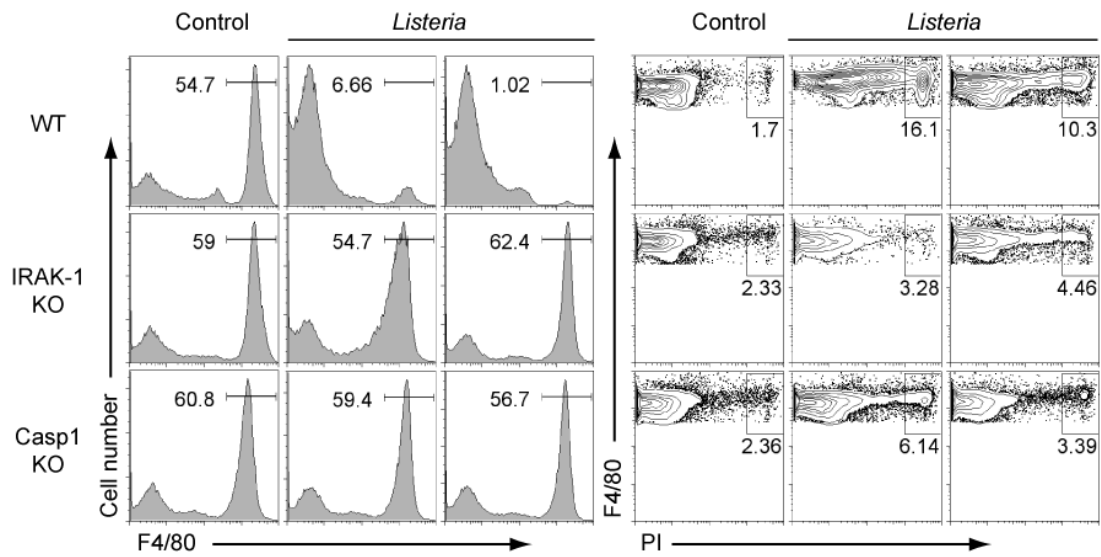 Control Listeria Control Listeria
WT
54.7 6.66 1.02 1.7 16.1 10.3
IRAK-1
KO
59 54.7 62.4 2.33 3.28 4.46
Casp1
KO
60.8 59.4 56.7 2.36 6.14 3.39
Cell number
F4/80
F4/80
PI